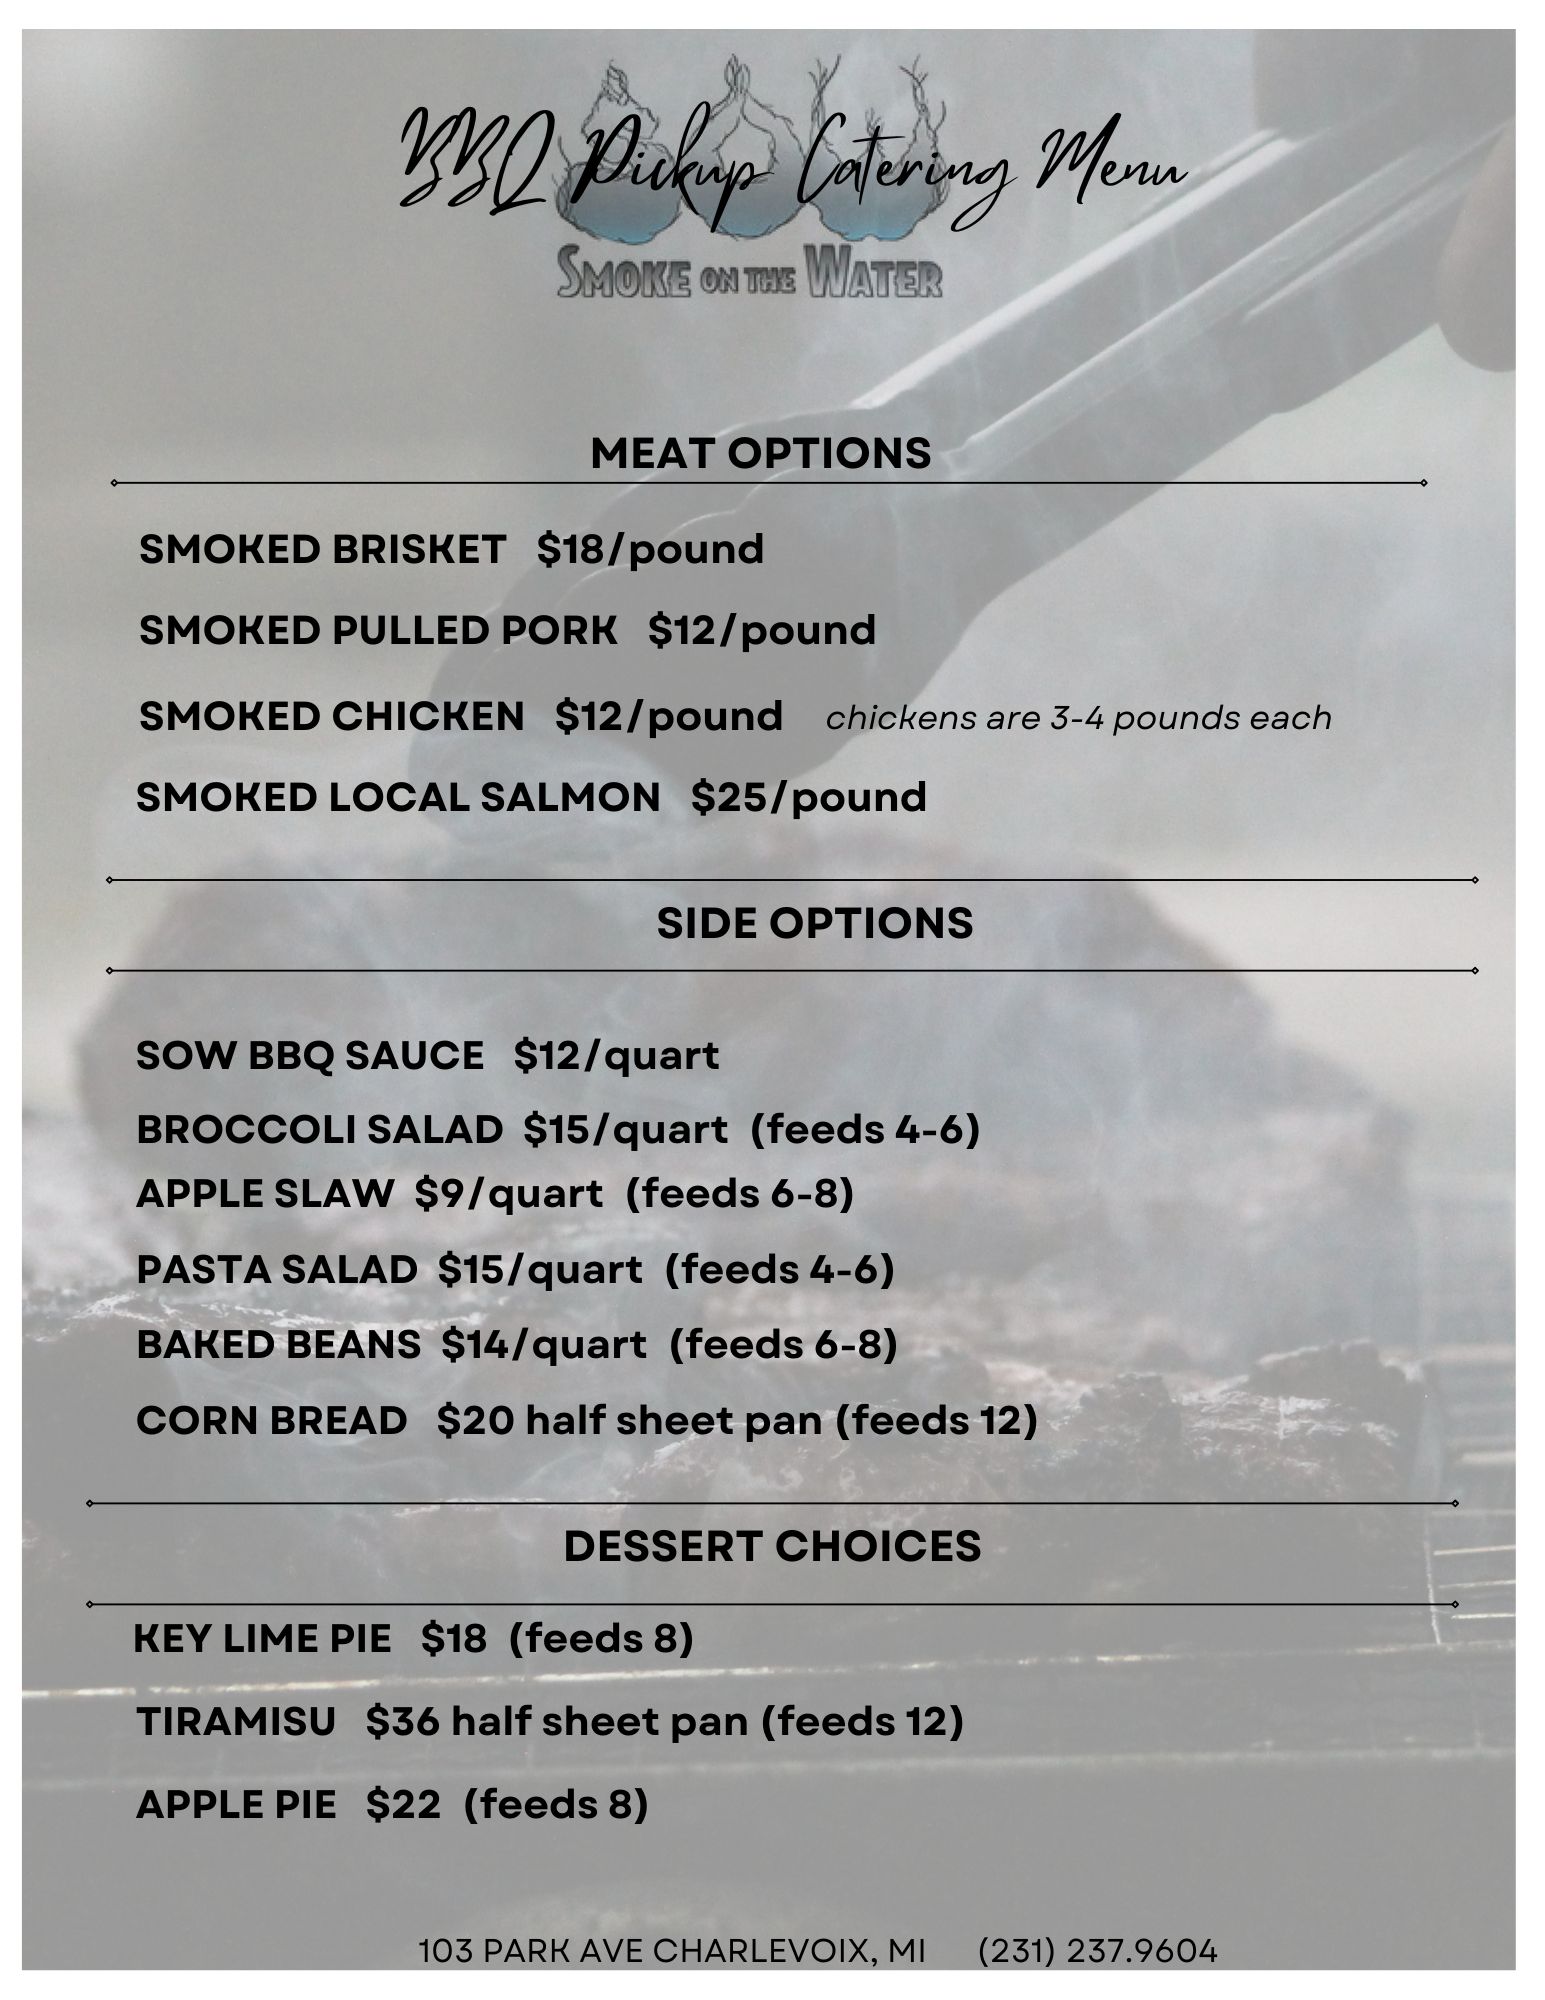 BBQ Pickup Catering Menu
SMOKE ON THE WATER
MEAT OPTIONS
SMOKED BRISKET $18/pound
SMOKED PULLED PORK $12/pound
SMOKED CHICKEN $12/pound chickens are 3-4 pounds each
SMOKED LOCAL SALMON $25/pound
SIDE OPTIONS
SOW BBQ SAUCE $12/quart
BROCCOLI SALAD $15/quart (feeds 4-6)
APPLE SLAW $9/quart (feeds 6-8)
PASTA SALAD $15/quart (feeds 4-6)
BAKED BEANS $14/quart (feeds 6-8)
CORN BREAD $20 half sheet pan (feeds 12)
DESSERT CHOICES
KEY LIME PIE $18 (feeds 8)
TIRAMISU $36 half sheet pan (feeds 12)
APPLE PIE $22 (feeds 8)
103 PARK AVE CHARLEVOIX, MI (231) 237.9604